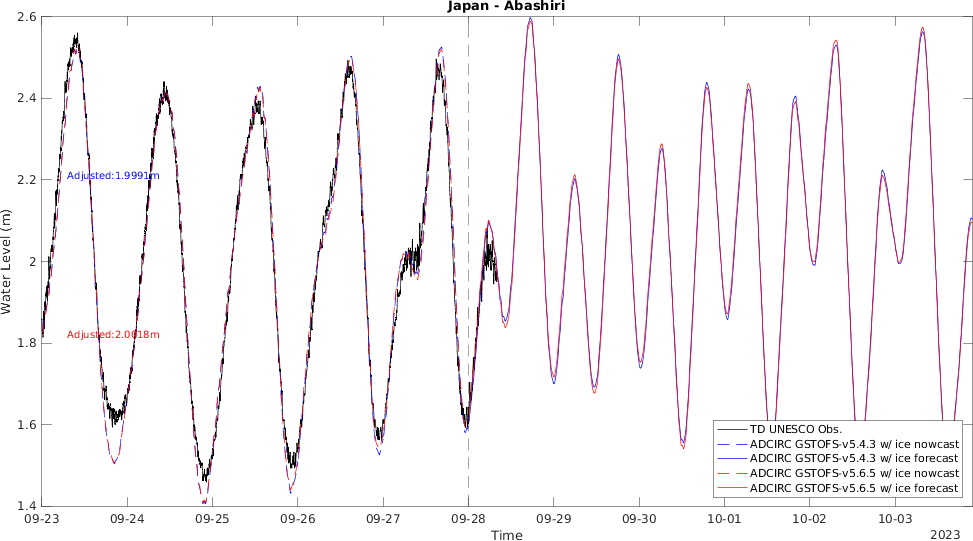 Japan - Abashiri
2.6
2.4
2.2
2
1.8
1.6
1.4
Water Level (m)
Adjusted:1.9991m
Adjusted:2.0018m
TD UNESCO Obs.
ADCIRC GSTOFS-v5.4.3 w/ ice nowcast
ADCIRC GSTOFS-v5.4.3 w/ ice forecast
ADCIRC GSTOFS-v5.6.5 w/ ice nowcast
ADCIRC GSTOFS-v5.6.5 w/ ice forecast
09-23 09-24 09-25 09-26 09-27 09-28 09-29 09-30 10-01 10-02 10-03
Time
2023